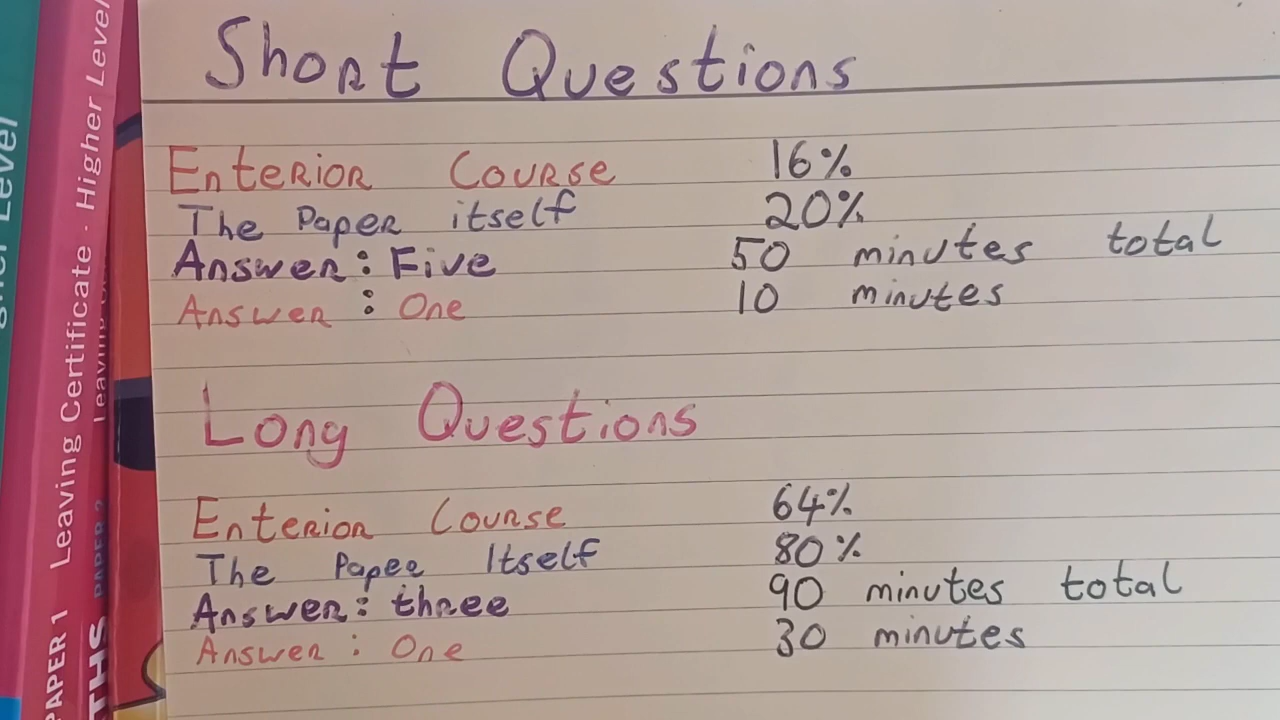 Short Questions
Enterior Course 16%
The Paper itself 20%
Answer: Five 50 minutes total
Answer: One 10 minutes
Long Questions
Enterior Course 64%
The Paper Itself 80%
Answer: three 90 minutes total
Answer: One 30 minutes
Level
PAPER 1 Leaving Certificate · Higher Level
THS PAPER 2 Leaving